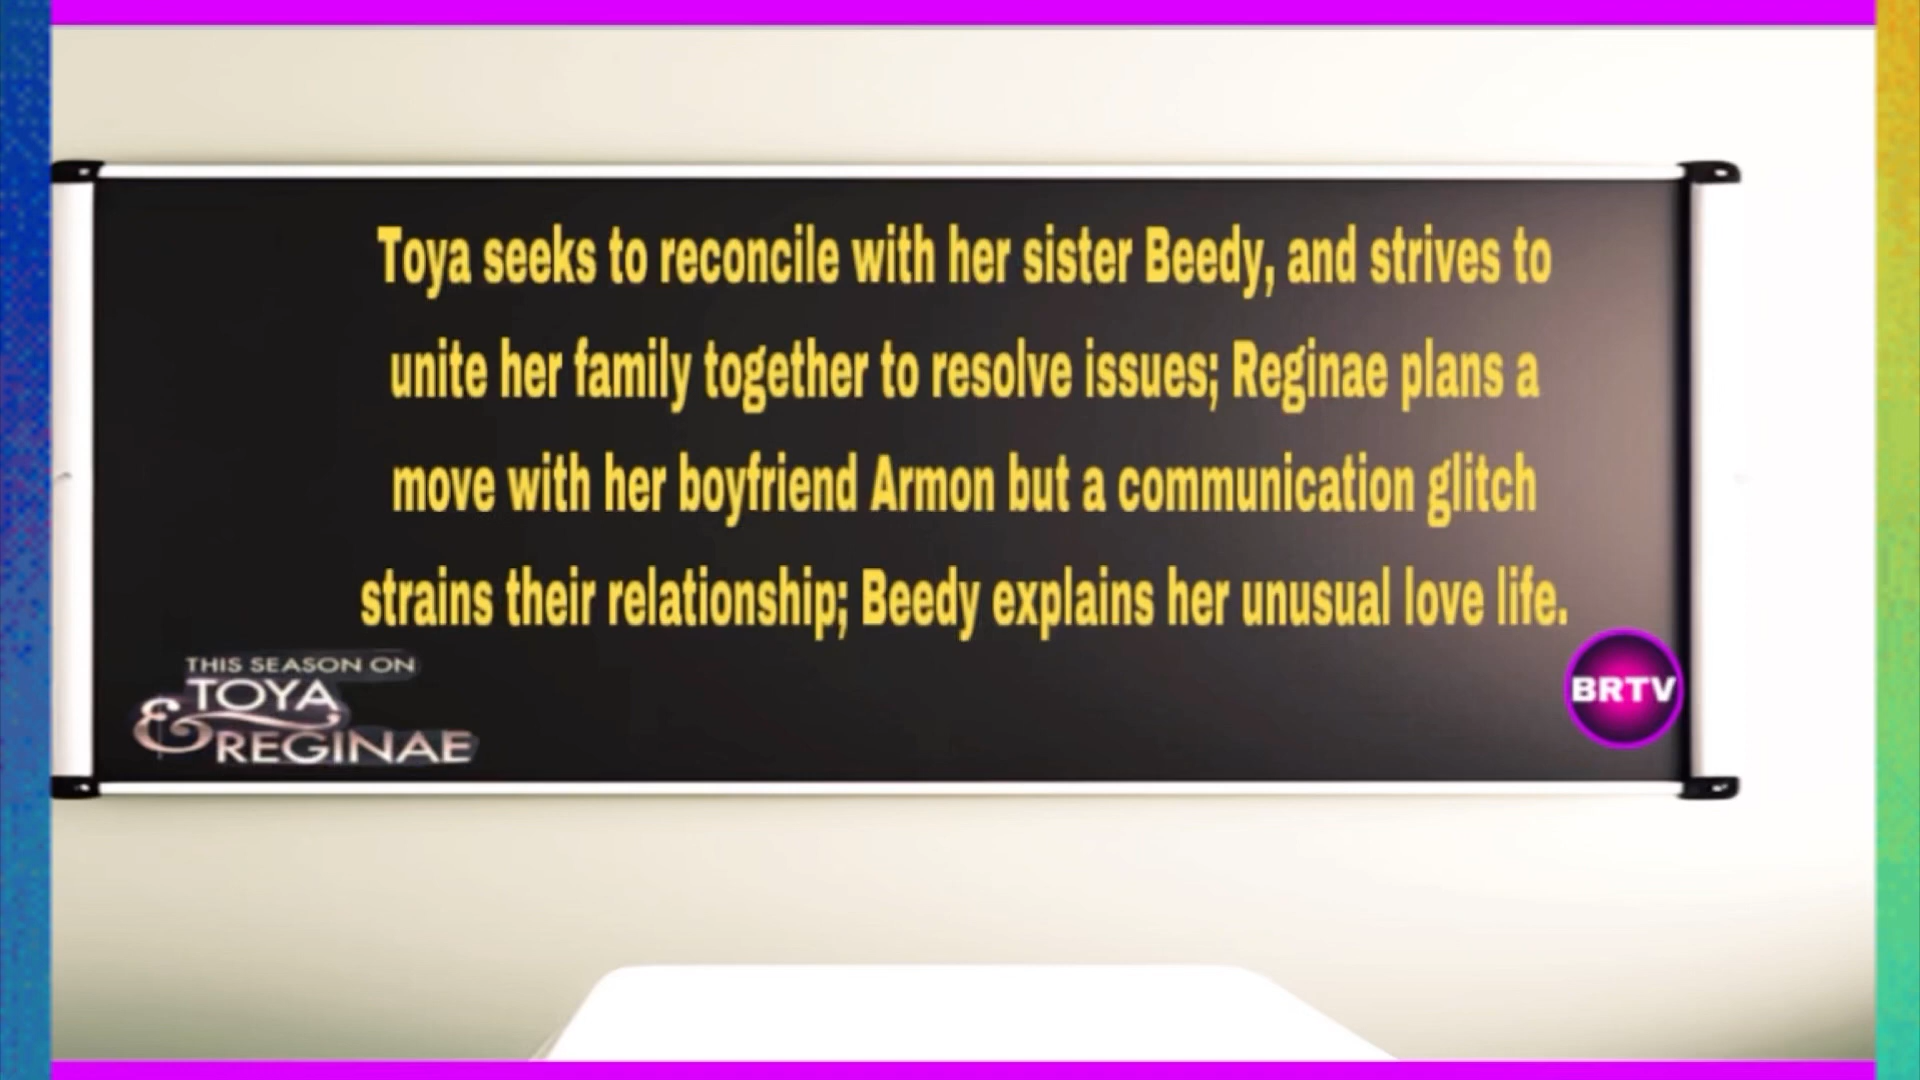 Toya seeks to reconcile with her sister Beedy, and strives to
unite her family together to resolve issues; Reginae plans a
move with her boyfriend Armon but a communication glitch
strains their relationship; Beedy explains her unusual love life.
THIS SEASON ON
TOYA
& REGINAE
BRTV